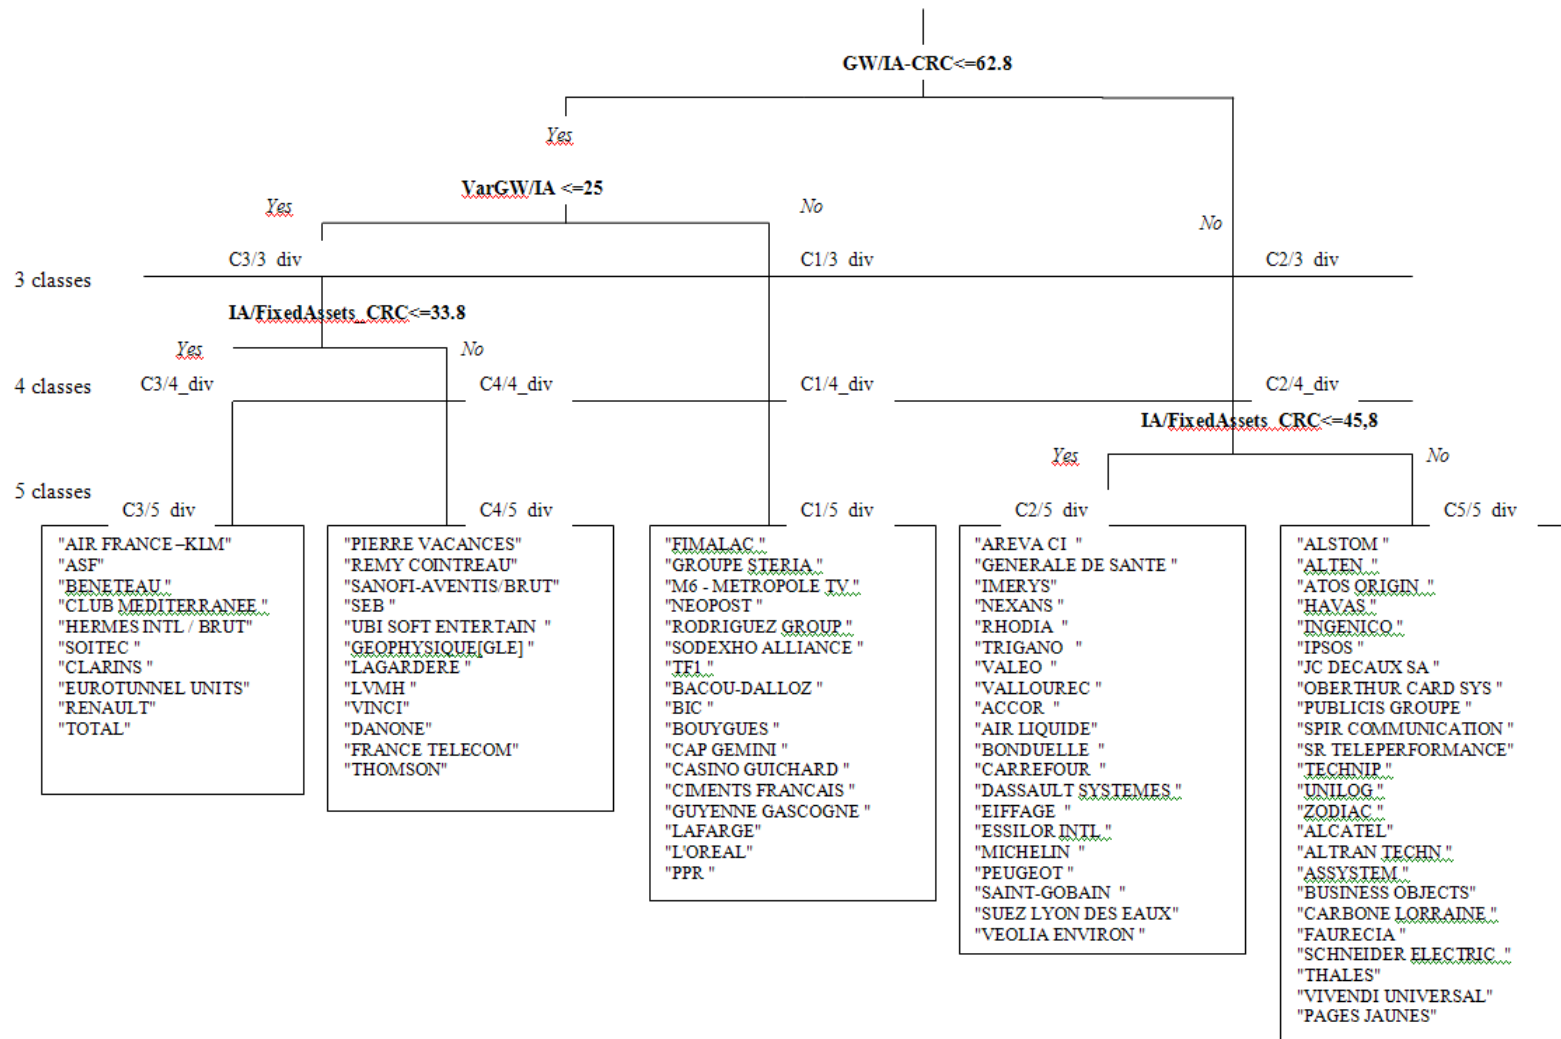 GW/IA-CRC<=62.8
Yes
VarGW/IA <=25
Yes
No
No
C3/3 div
C1/3 div
C2/3 div
3 classes
IA/FixedAssets_CRC<=33.8
Yes
No
4 classes
C3/4_div
C4/4_div
C1/4_div
C2/4_div
IA/FixedAssets_CRC<=45,8
Yes
No
5 classes
C3/5 div
C4/5 div
C1/5 div
C2/5 div
C5/5 div
"AIR FRANCE –KLM"
"ASF"
"BENETEAU "
"CLUB MEDITERRANEE "
"HERMES INTL / BRUT"
"SOITEC "
"CLARINS "
"EUROTUNNEL UNITS"
"RENAULT"
"TOTAL"
"PIERRE VACANCES"
"REMY COINTREAU"
"SANOFI-AVENTIS/BRUT"
"SEB "
"UBI SOFT ENTERTAIN "
"GEOPHYSIQUE[GLE] "
"LAGARDERE "
"LVMH "
"VINCI"
"DANONE"
"FRANCE TELECOM"
"THOMSON"
"FIMALAC "
"GROUPE STERIA "
"M6 - METROPOLE TV "
"NEOPOST "
"RODRIGUEZ GROUP "
"SODEXHO ALLIANCE "
"TF1 "
"BACOU-DALLOZ "
"BIC "
"BOUYGUES "
"CAP GEMINI "
"CASINO GUICHARD "
"CIMENTS FRANCAIS "
"GUYENNE GASCOGNE "
"LAFARGE"
"L'OREAL"
"PPR "
"AREVA CI "
"GENERALE DE SANTE "
"IMERYS"
"NEXANS "
"RHODIA "
"TRIGANO "
"VALEO "
"VALLOUREC "
"ACCOR "
"AIR LIQUIDE"
"BONDUELLE "
"CARREFOUR "
"DASSAULT SYSTEMES "
"EIFFAGE "
"ESSILOR INTL "
"MICHELIN "
"PEUGEOT "
"SAINT-GOBAIN "
"SUEZ LYON DES EAUX"
"VEOLIA ENVIRON "
"ALSTOM "
"ALTEN "
"ATOS ORIGIN "
"HAVAS "
"INGENICO "
"IPSOS "
"JC DECAUX SA "
"OBERTHUR CARD SYS "
"PUBLICIS GROUPE "
"SPIR COMMUNICATION "
"SR TELEPERFORMANCE"
"TECHNIP "
"UNILOG "
"ZODIAC "
"ALCATEL"
"ALTRAN TECHN "
"ASSYSTEM "
"BUSINESS OBJECTS"
"CARBONE LORRAINE "
"FAURECIA "
"SCHNEIDER ELECTRIC "
"THALES"
"VIVENDI UNIVERSAL"
"PAGES JAUNES"